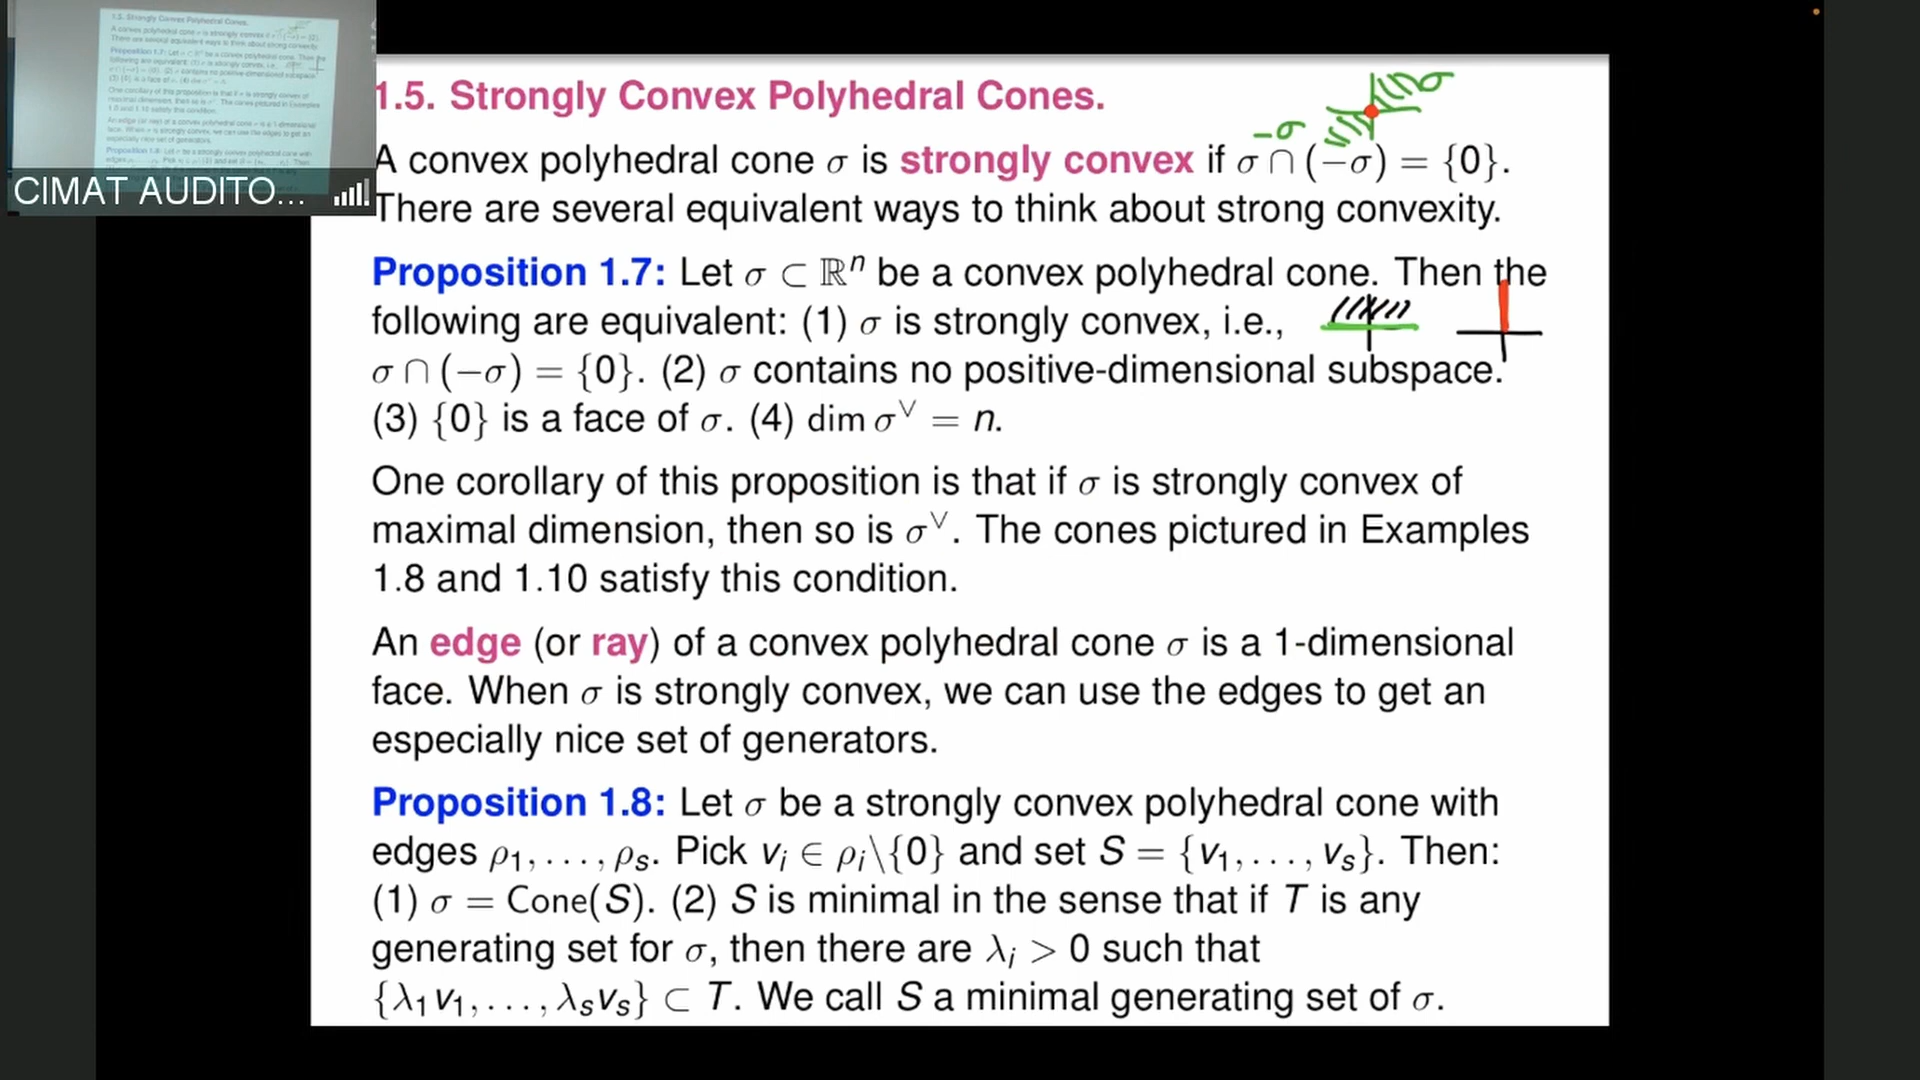 1.5. Strongly Convex Polyhedral Cones.
σ
−σ
A convex polyhedral cone σ is strongly convex if σ ∩ (−σ) = {0}.
There are several equivalent ways to think about strong convexity.
Proposition 1.7: Let σ ⊂ ℝⁿ be a convex polyhedral cone. Then the
following are equivalent: (1) σ is strongly convex, i.e.,
σ ∩ (−σ) = {0}. (2) σ contains no positive-dimensional subspace.
(3) {0} is a face of σ. (4) dim σ^∨ = n.
One corollary of this proposition is that if σ is strongly convex of
maximal dimension, then so is σ^∨. The cones pictured in Examples
1.8 and 1.10 satisfy this condition.
An edge (or ray) of a convex polyhedral cone σ is a 1-dimensional
face. When σ is strongly convex, we can use the edges to get an
especially nice set of generators.
Proposition 1.8: Let σ be a strongly convex polyhedral cone with
edges ρ₁, . . . , ρₛ. Pick vᵢ ∈ ρᵢ\{0} and set S = {v₁, . . . , vₛ}. Then:
(1) σ = Cone(S). (2) S is minimal in the sense that if T is any
generating set for σ, then there are λᵢ > 0 such that
{λ₁v₁, . . . , λₛvₛ} ⊂ T. We call S a minimal generating set of σ.
CIMAT AUDITO...